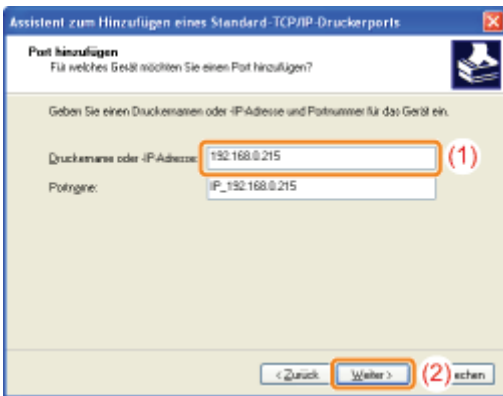 Assistent zum Hinzufügen eines Standard-TCP/IP-Druckerports
Port hinzufügen
Für welches Gerät möchten Sie einen Port hinzufügen?
Geben Sie einen Druckernamen oder -IP-Adresse und Portnummer für das Gerät ein.
Druckername oder -IP-Adresse: 192.168.0.215 (1)
Portname: IP_192.168.0.215
< Zurück Weiter > (2) echen